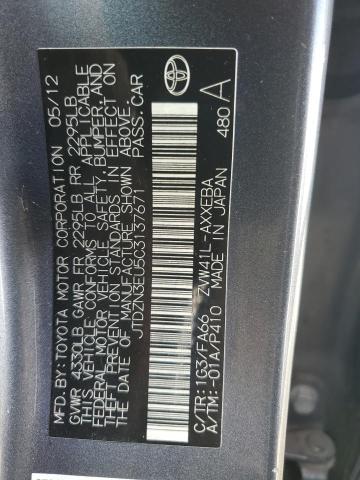 MFD. BY: TOYOTA MOTOR CORPORATION 05/12
GVWR 4330LB GAWR FR 2295LB RR 2295LB
THIS VEHICLE CONFORMS TO ALL APPLICABLE
FEDERAL MOTOR VEHICLE SAFETY, BUMPER, AND
THEFT PREVENTION STANDARDS IN EFFECT ON
THE DATE OF MANUFACTURE SHOWN ABOVE.
JTDZN3EU5C3137671 PASS.CAR
C/TR:1G3/FA66 ZVW41L-AXXEBA
A/TM:-01A/P410 MADE IN JAPAN
480 A